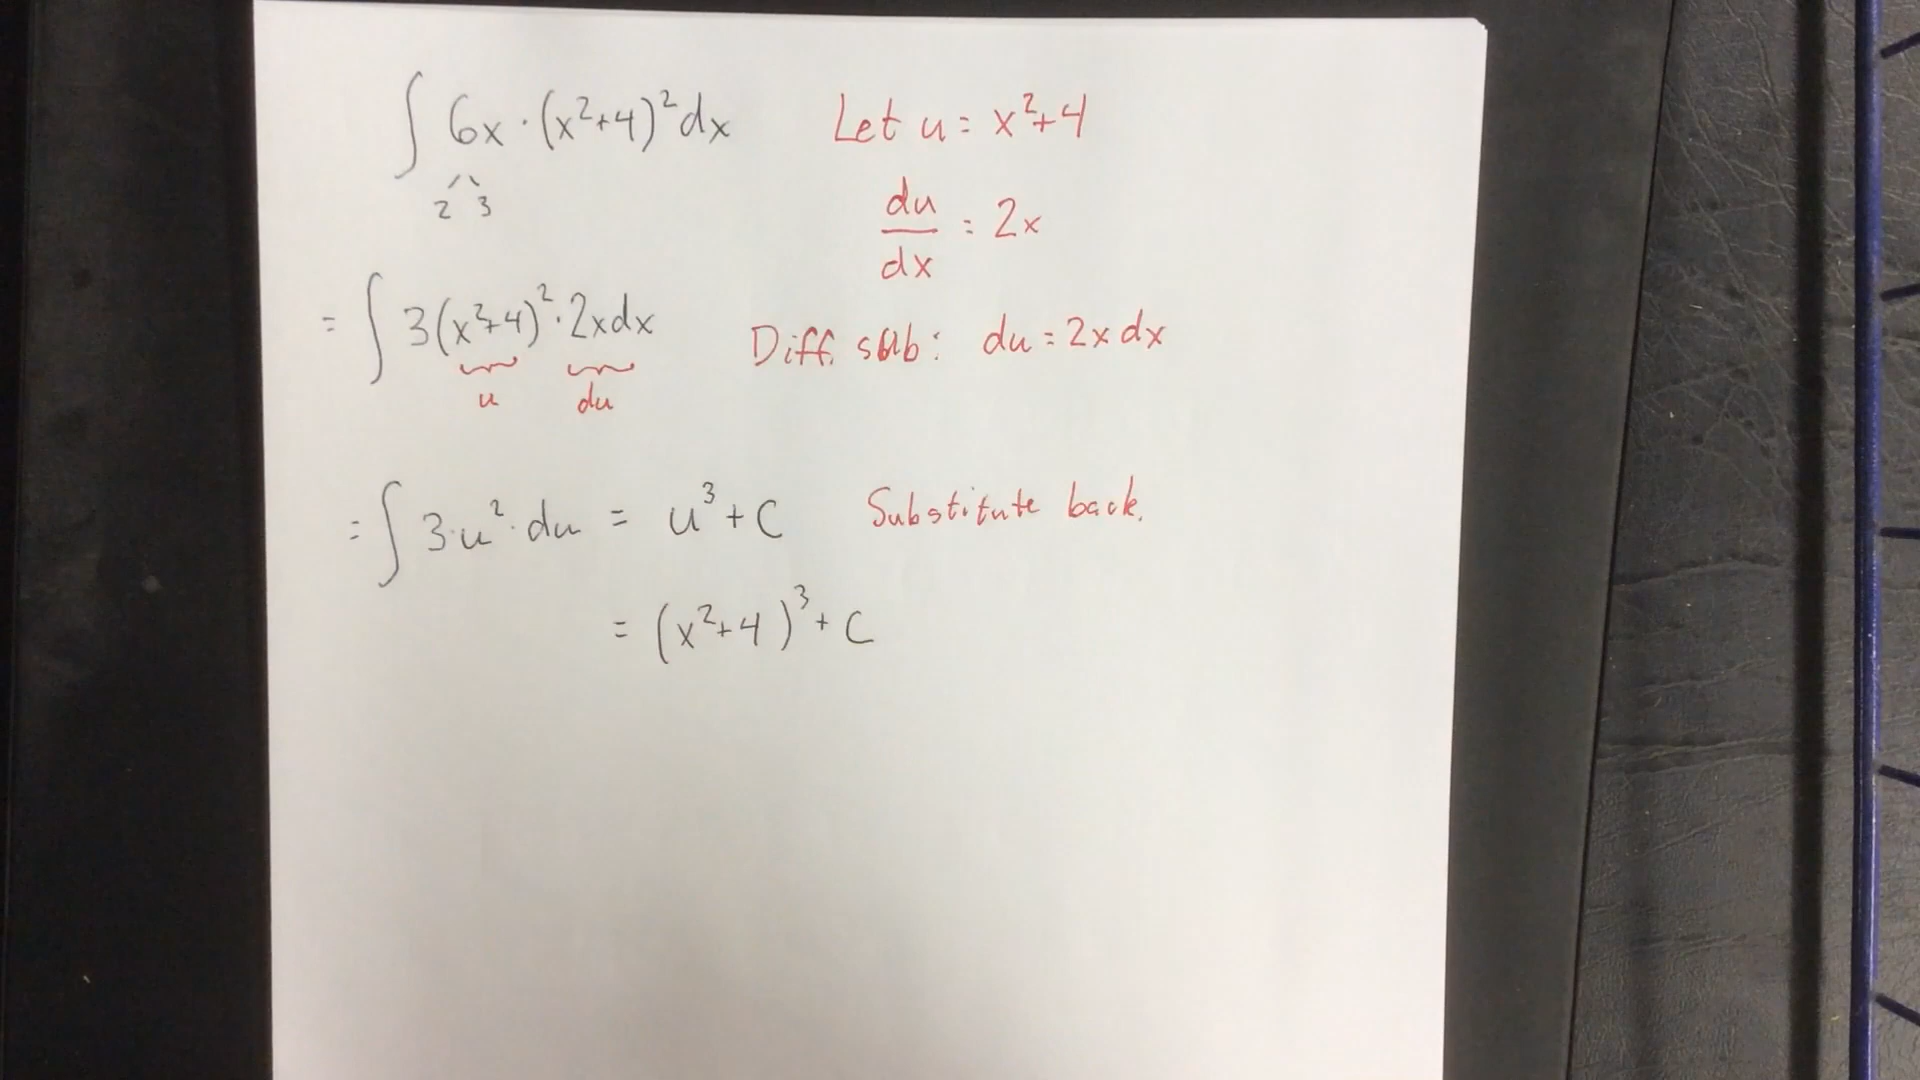 ∫ 6x · (x²+4)² dx Let u = x²+4
2 3
du/dx = 2x
= ∫ 3(x²+4)² · 2x dx Diff. sub: du = 2x dx
u du
= ∫ 3·u²· du = u³ + C Substitute back.
= (x²+4)³ + C